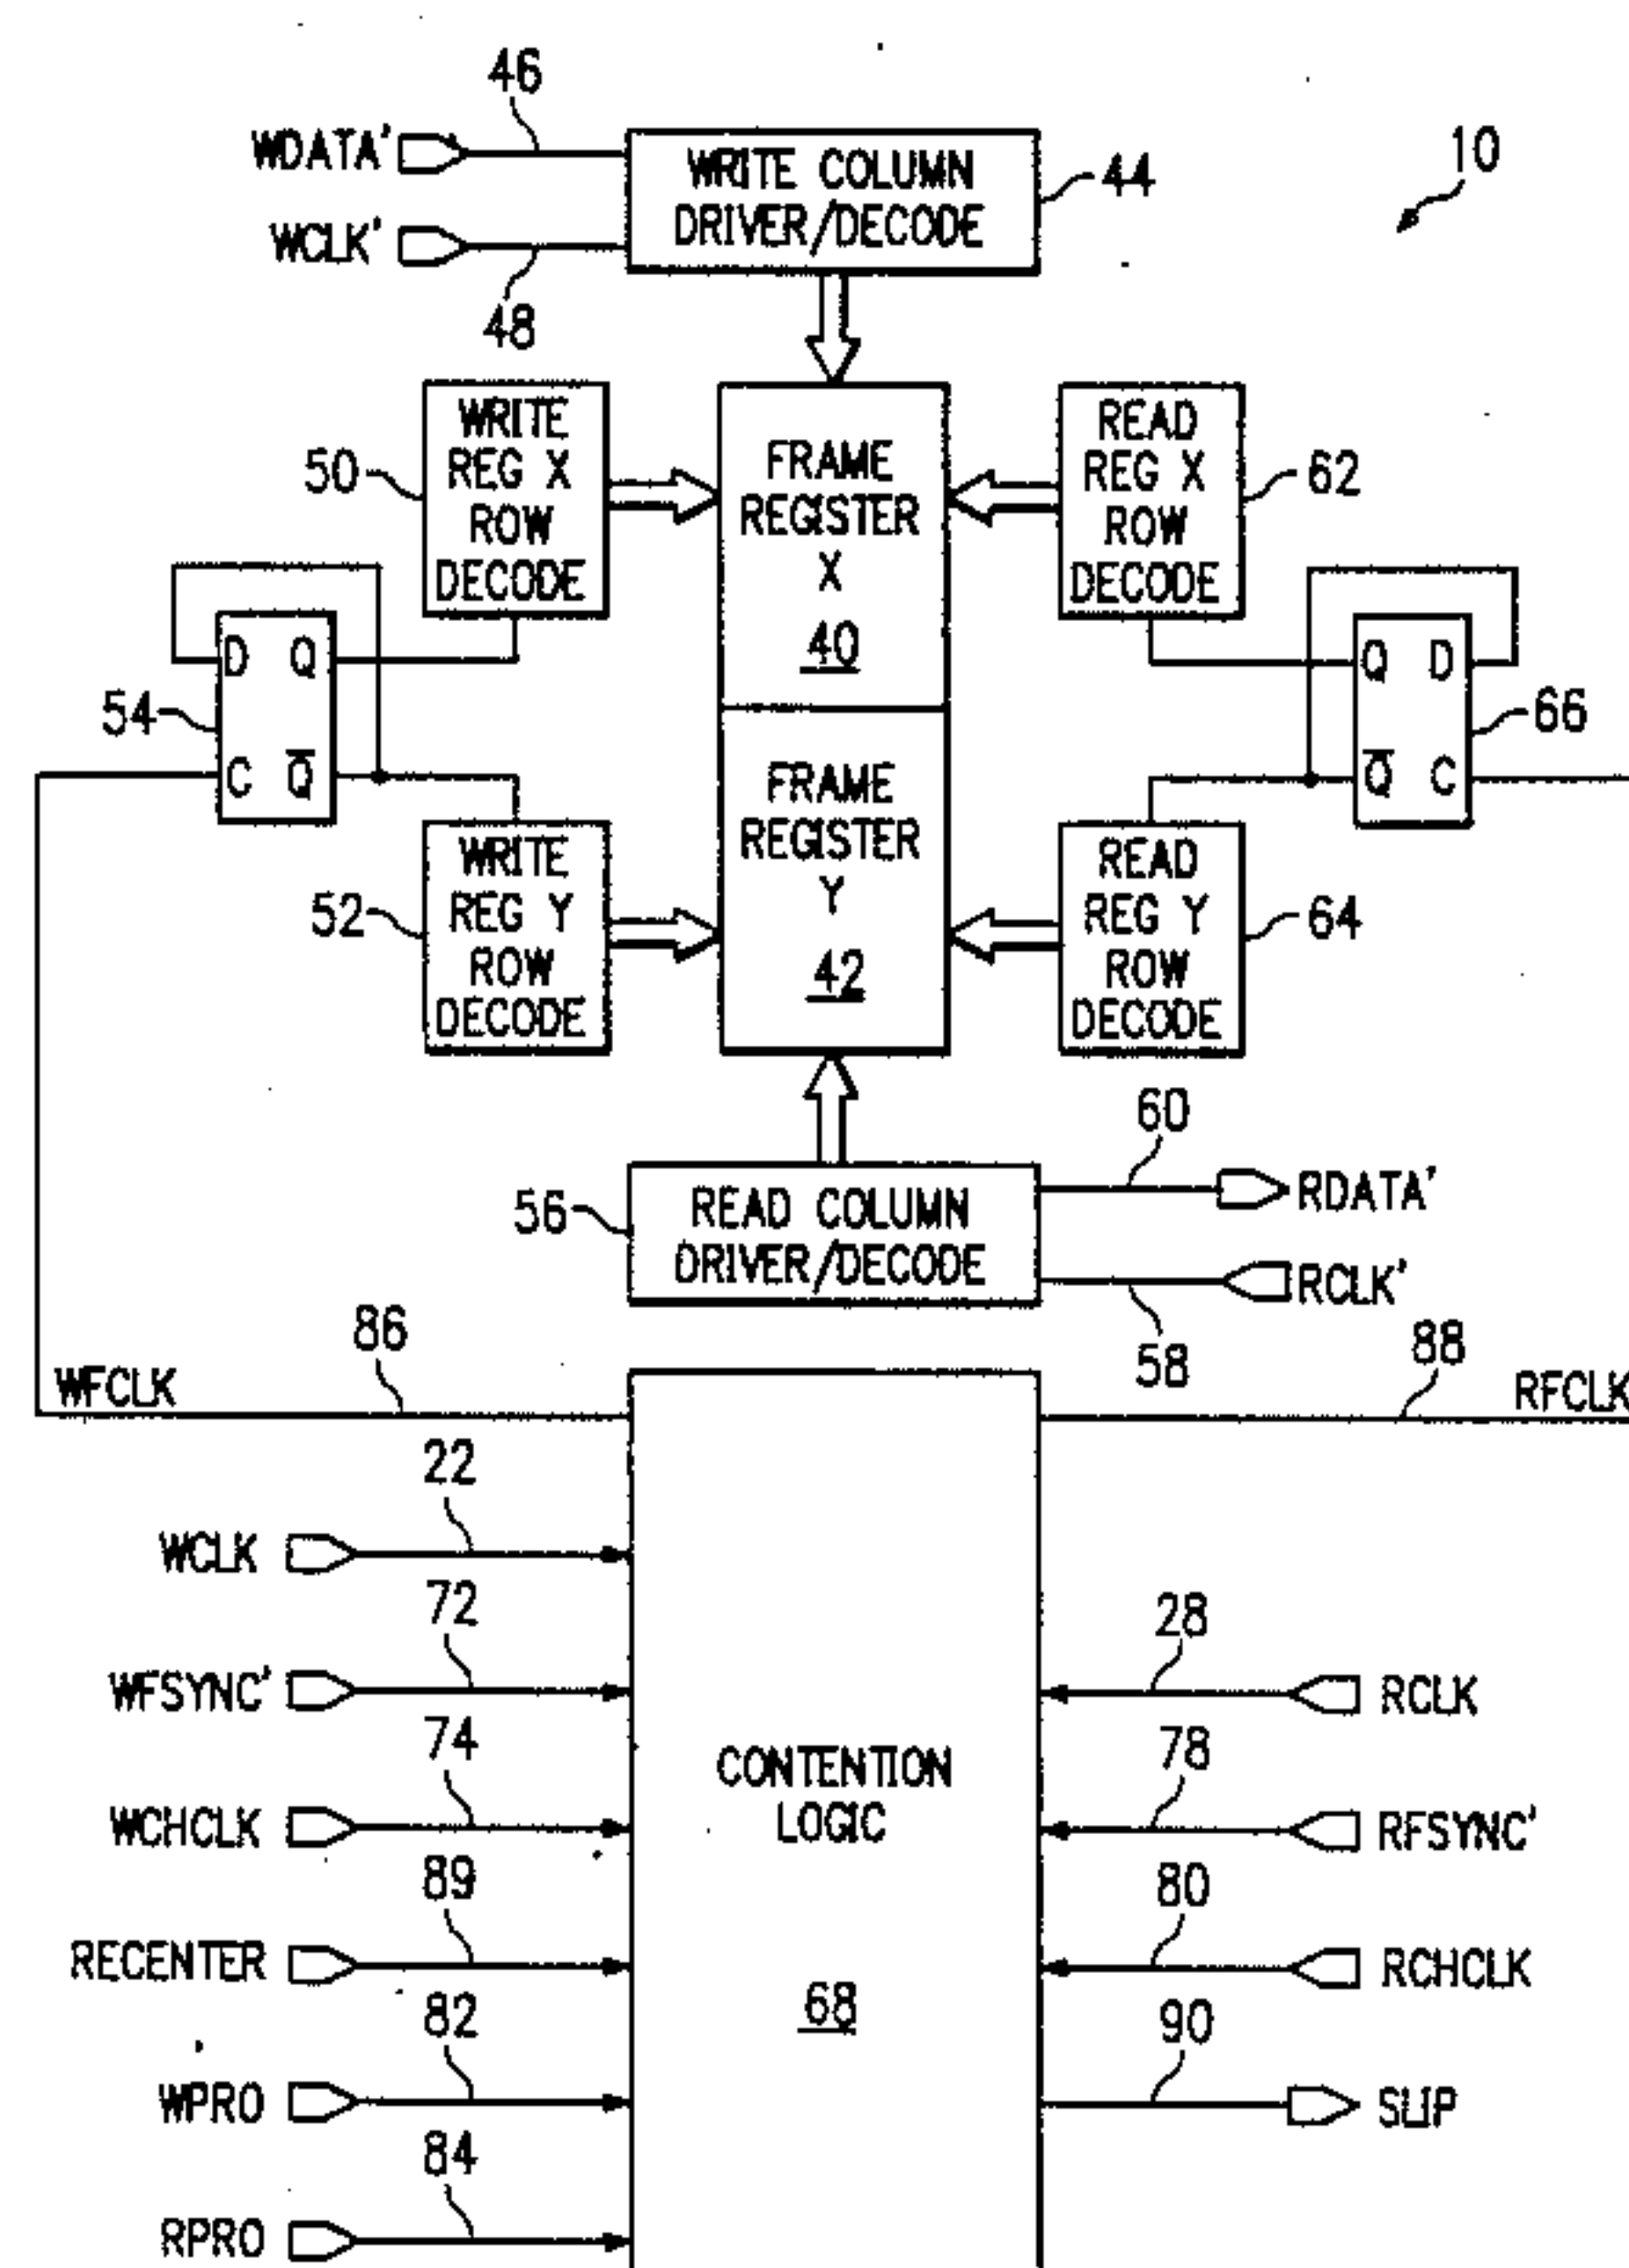 46
WDATA'
WRITE COLUMN
DRIVER/DECODE
44
10
WCLK'
48
WRITE
REG X
ROW
DECODE
50
FRAME
REGISTER
X
40
READ
REG X
ROW
DECODE
62
D Q
C Q̅
54
Q D
Q̅ C
66
FRAME
REGISTER
Y
42
WRITE
REG Y
ROW
DECODE
52
READ
REG Y
ROW
DECODE
64
60
56
READ COLUMN
DRIVER/DECODE
RDATA'
RCLK'
58
86
WFCLK
88
RFCLK
22
WCLK
72
WFSYNC'
74
WCHCLK
89
RECENTER
82
WPRO
84
RPRO
CONTENTION
LOGIC
68
28
RCLK
78
RFSYNC'
80
RCHCLK
90
SLIP